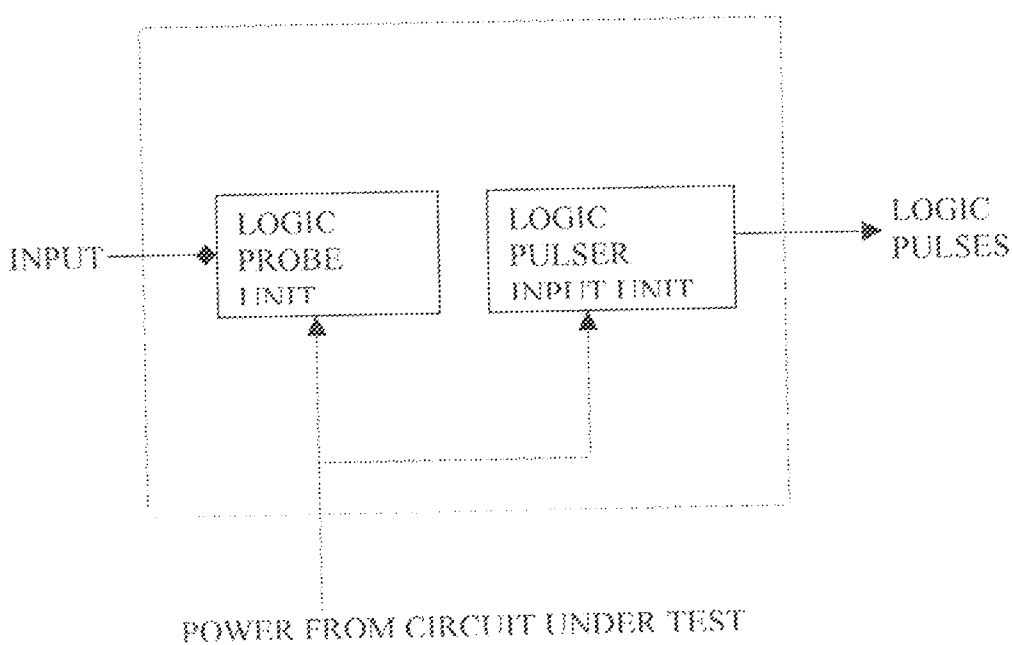 INPUT
LOGIC
PROBE
UNIT
LOGIC
PULSER
INPUT UNIT
LOGIC
PULSES
POWER FROM CIRCUIT UNDER TEST